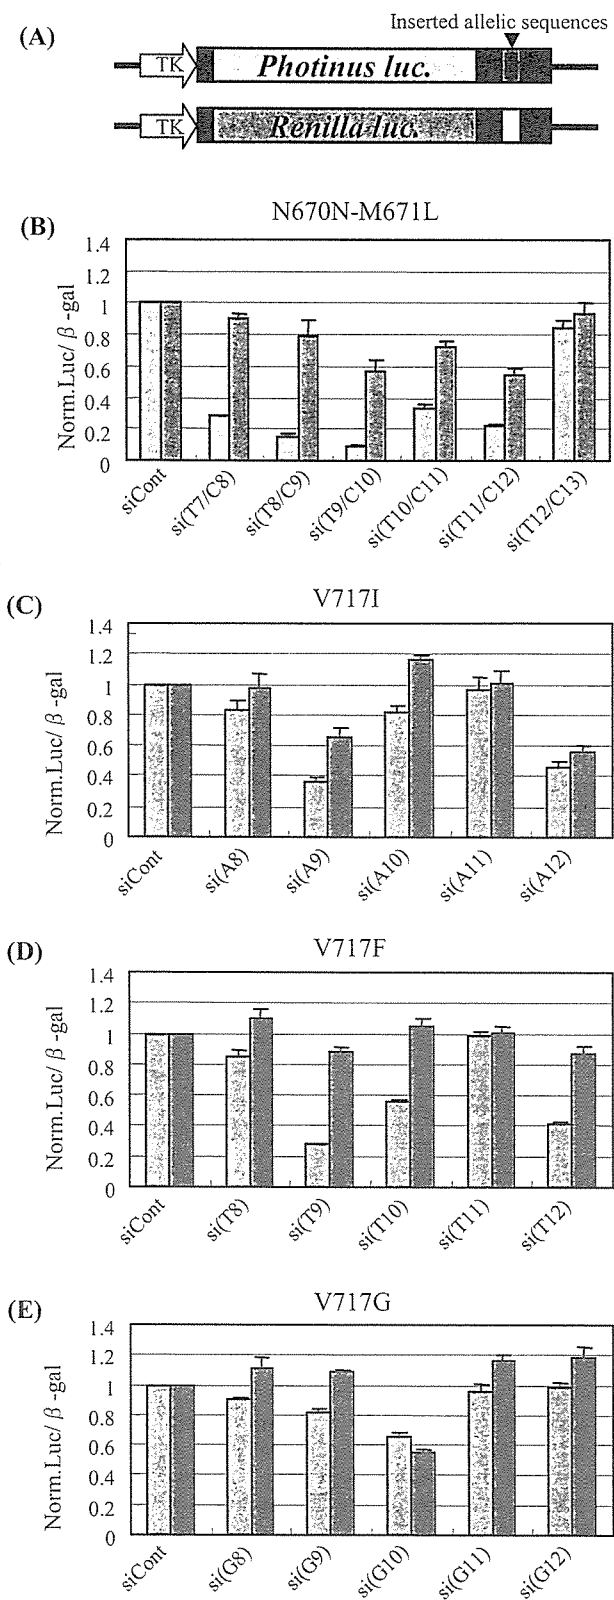 (A)
Inserted allelic sequences
TK
Photinus luc.
TK
Renilla luc.
(B)
N670N-M671L
Norm.Luc/β-gal
1.4
1.2
1
0.8
0.6
0.4
0.2
0
siCont
si(T7/C8)
si(T8/C9)
si(T9/C10)
si(T10/C11)
si(T11/C12)
si(T12/C13)
(C)
V717I
Norm.Luc/β-gal
1.4
1.2
1
0.8
0.6
0.4
0.2
0
siCont
si(A8)
si(A9)
si(A10)
si(A11)
si(A12)
(D)
V717F
Norm.Luc/β-gal
1.4
1.2
1
0.8
0.6
0.4
0.2
0
siCont
si(T8)
si(T9)
si(T10)
si(T11)
si(T12)
(E)
V717G
Norm.Luc/β-gal
1.4
1.2
1
0.8
0.6
0.4
0.2
0
siCont
si(G8)
si(G9)
si(G10)
si(G11)
si(G12)